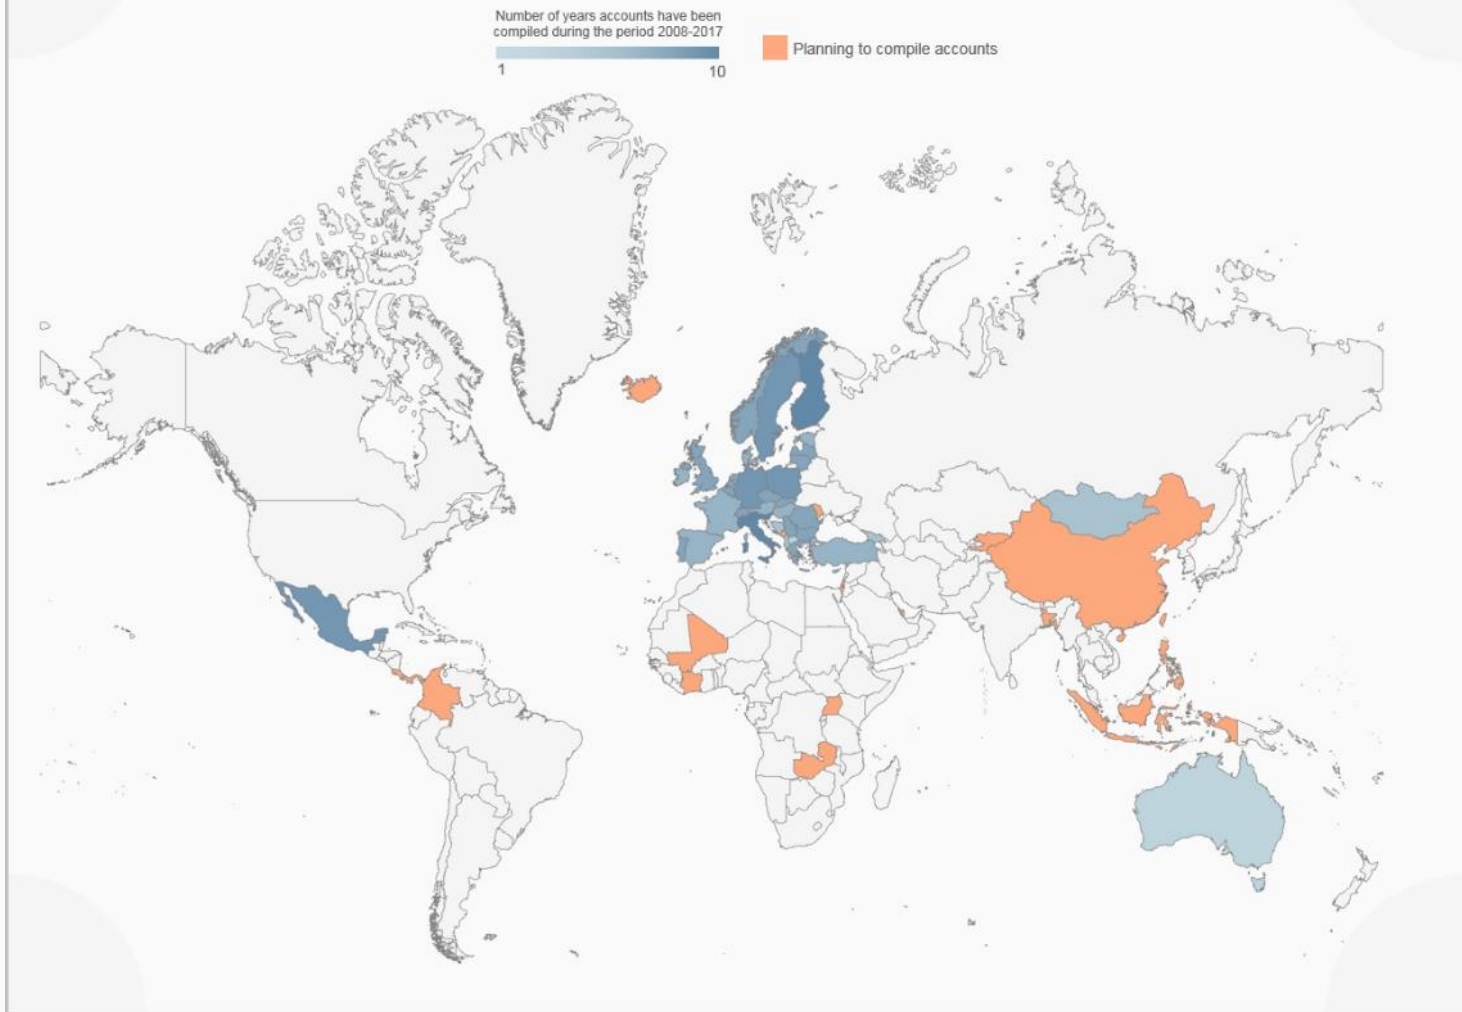 Number of years accounts have been
compiled during the period 2008-2017
1
10
Planning to compile accounts